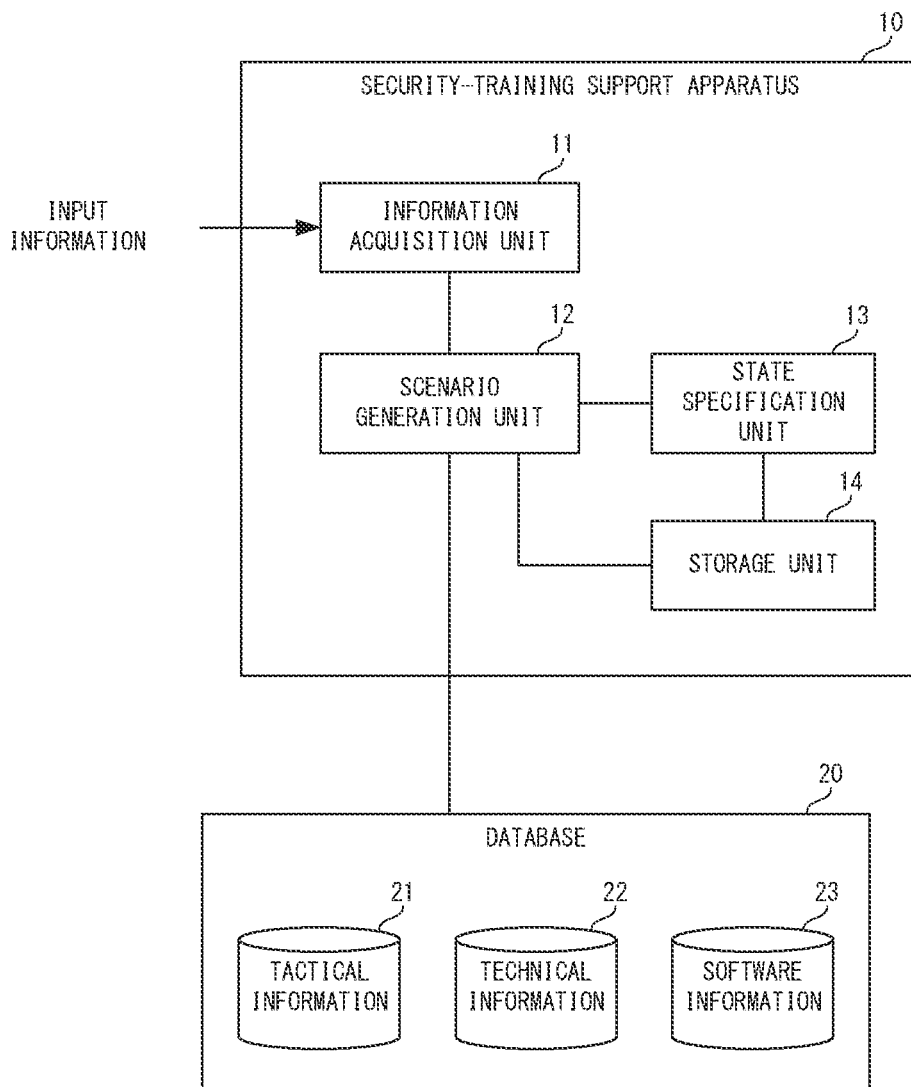 10
SECURITY-TRAINING SUPPORT APPARATUS
11
INPUT
INFORMATION
INFORMATION
ACQUISITION UNIT
12
SCENARIO
GENERATION UNIT
13
STATE
SPECIFICATION
UNIT
14
STORAGE UNIT
20
DATABASE
21
TACTICAL
INFORMATION
22
TECHNICAL
INFORMATION
23
SOFTWARE
INFORMATION